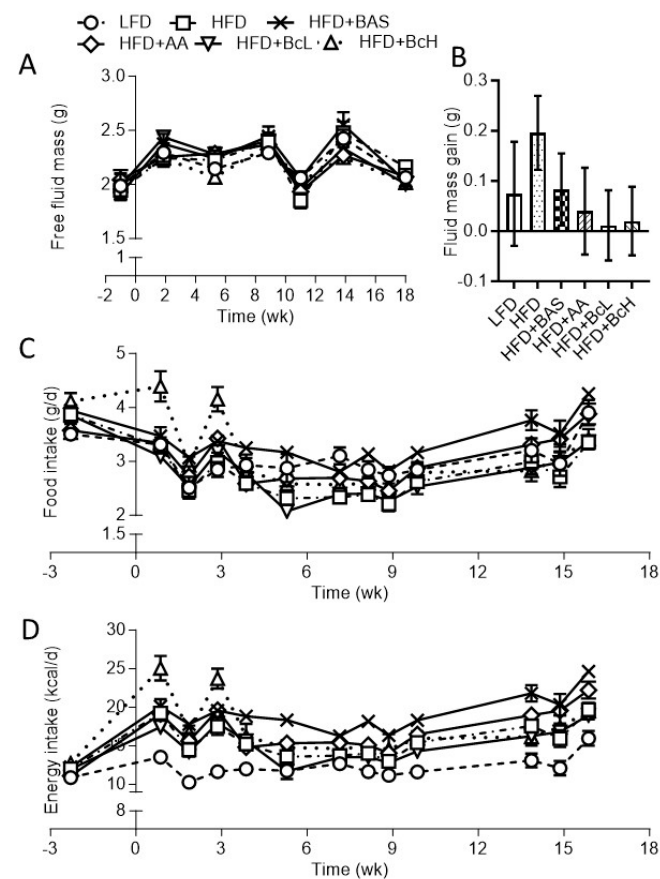 LFD HFD HFD+BAS
HFD+AA HFD+BcL HFD+BcH
A
Free fluid mass (g)
3.0
2.5
2.0
1.5
1
-2 0 2 4 6 8 10 12 14 16 18
Time (wk)
B
Fluid mass gain (g)
0.3
0.2
0.1
0.0
-0.1
LFD
HFD
HFD+BAS
HFD+AA
HFD+BcL
HFD+BcH
C
Food intake (g/d)
5
4
3
2
1.5
-3 0 3 6 9 12 15 18
Time (wk)
D
Energy intake (kcal/d)
30
25
20
15
10
8
-3 0 3 6 9 12 15 18
Time (wk)